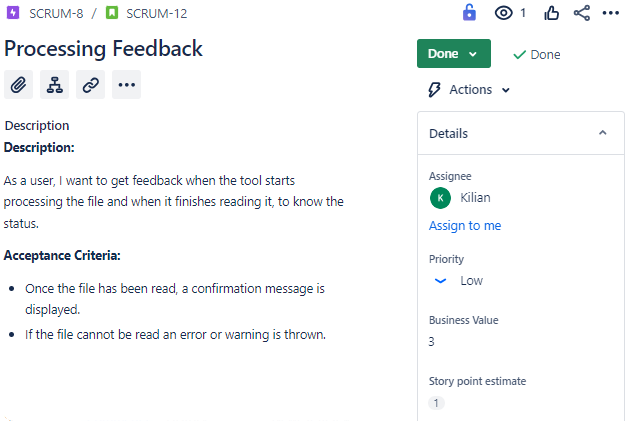 SCRUM-8 / SCRUM-12
1
Processing Feedback
Done
Done
Actions
Description
Description:
As a user, I want to get feedback when the tool starts
processing the file and when it finishes reading it, to know the
status.
Acceptance Criteria:
Once the file has been read, a confirmation message is
displayed.
If the file cannot be read an error or warning is thrown.
Details
Assignee
K Kilian
Assign to me
Priority
Low
Business Value
3
Story point estimate
1